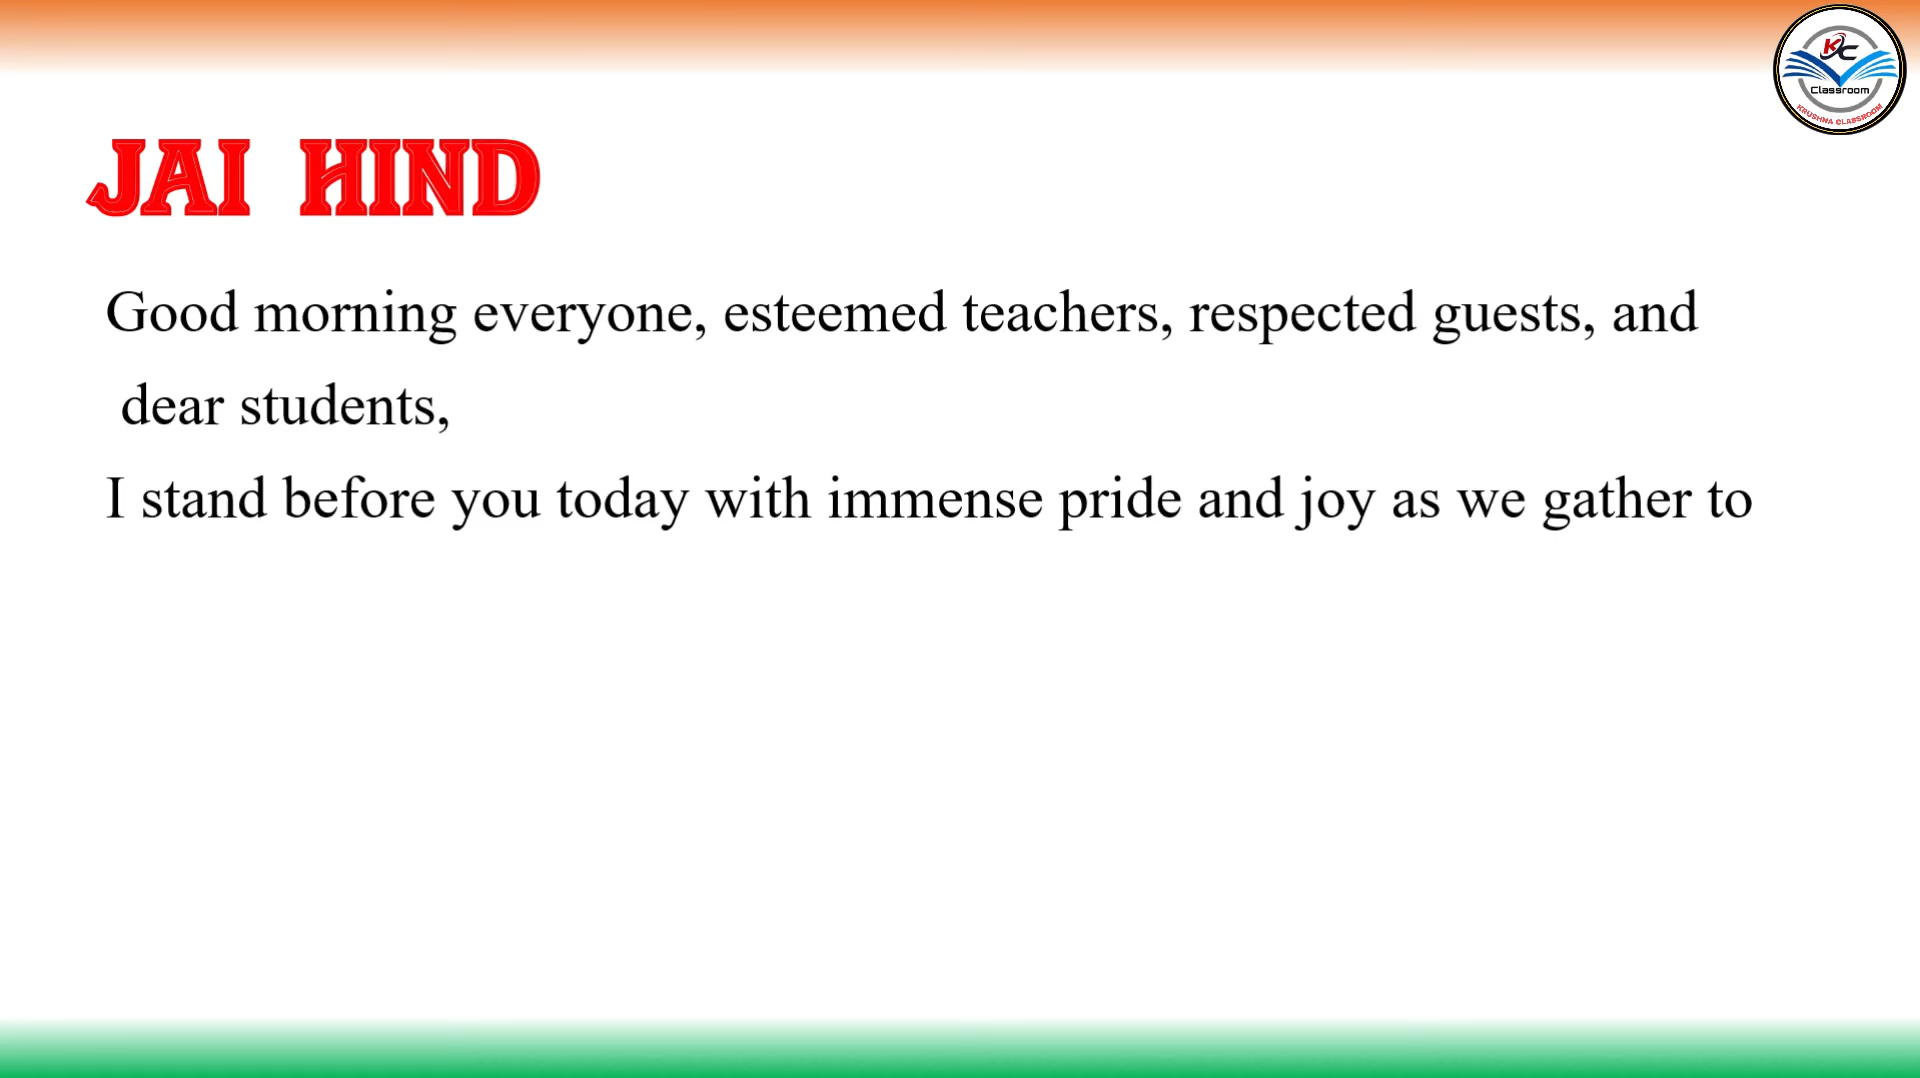 KC
Classroom
KRUSHNA CLASSROOM
JAI HIND
Good morning everyone, esteemed teachers, respected guests, and
dear students,
I stand before you today with immense pride and joy as we gather to